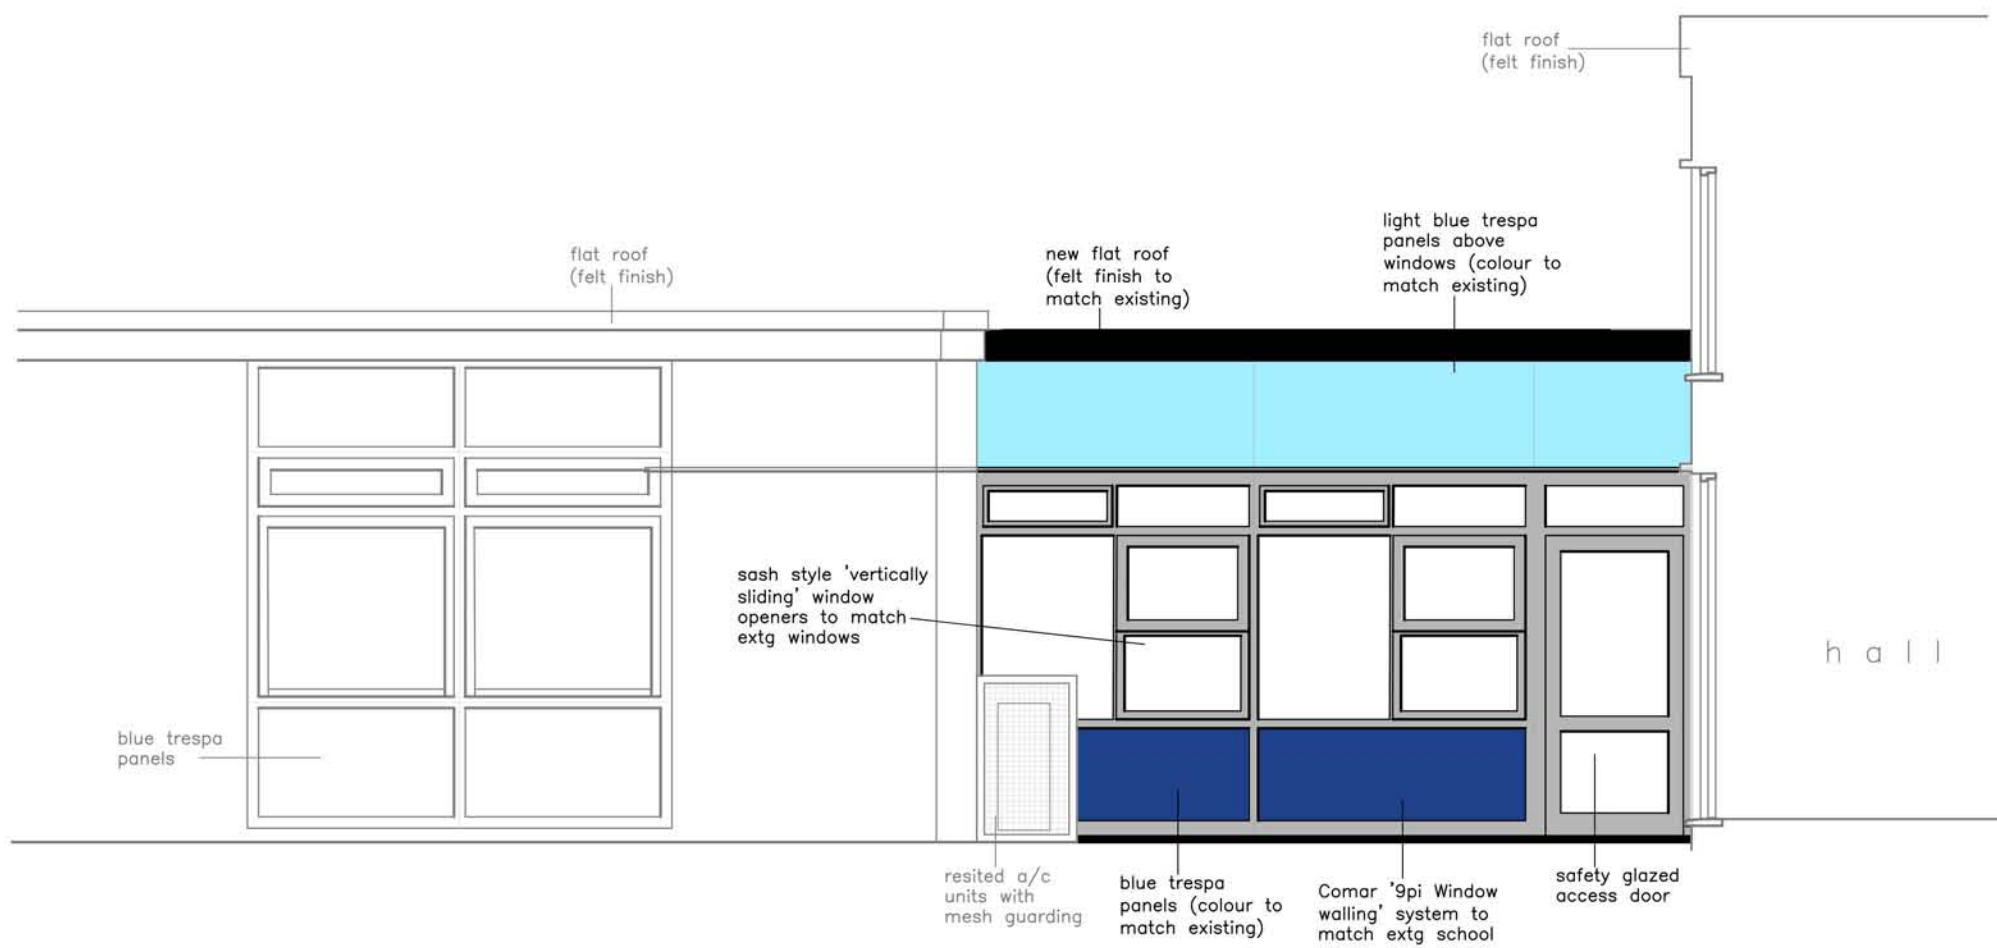 flat roof
(felt finish)
light blue trespa
panels above
windows (colour to
match existing)
flat roof
(felt finish)
new flat roof
(felt finish to
match existing)
sash style 'vertically
sliding' window
openers to match
extg windows
hall
blue trespa
panels
resited a/c
units with
mesh guarding
blue trespa
panels (colour to
match existing)
Comar '9pi Window
walling' system to
match extg school
safety glazed
access door